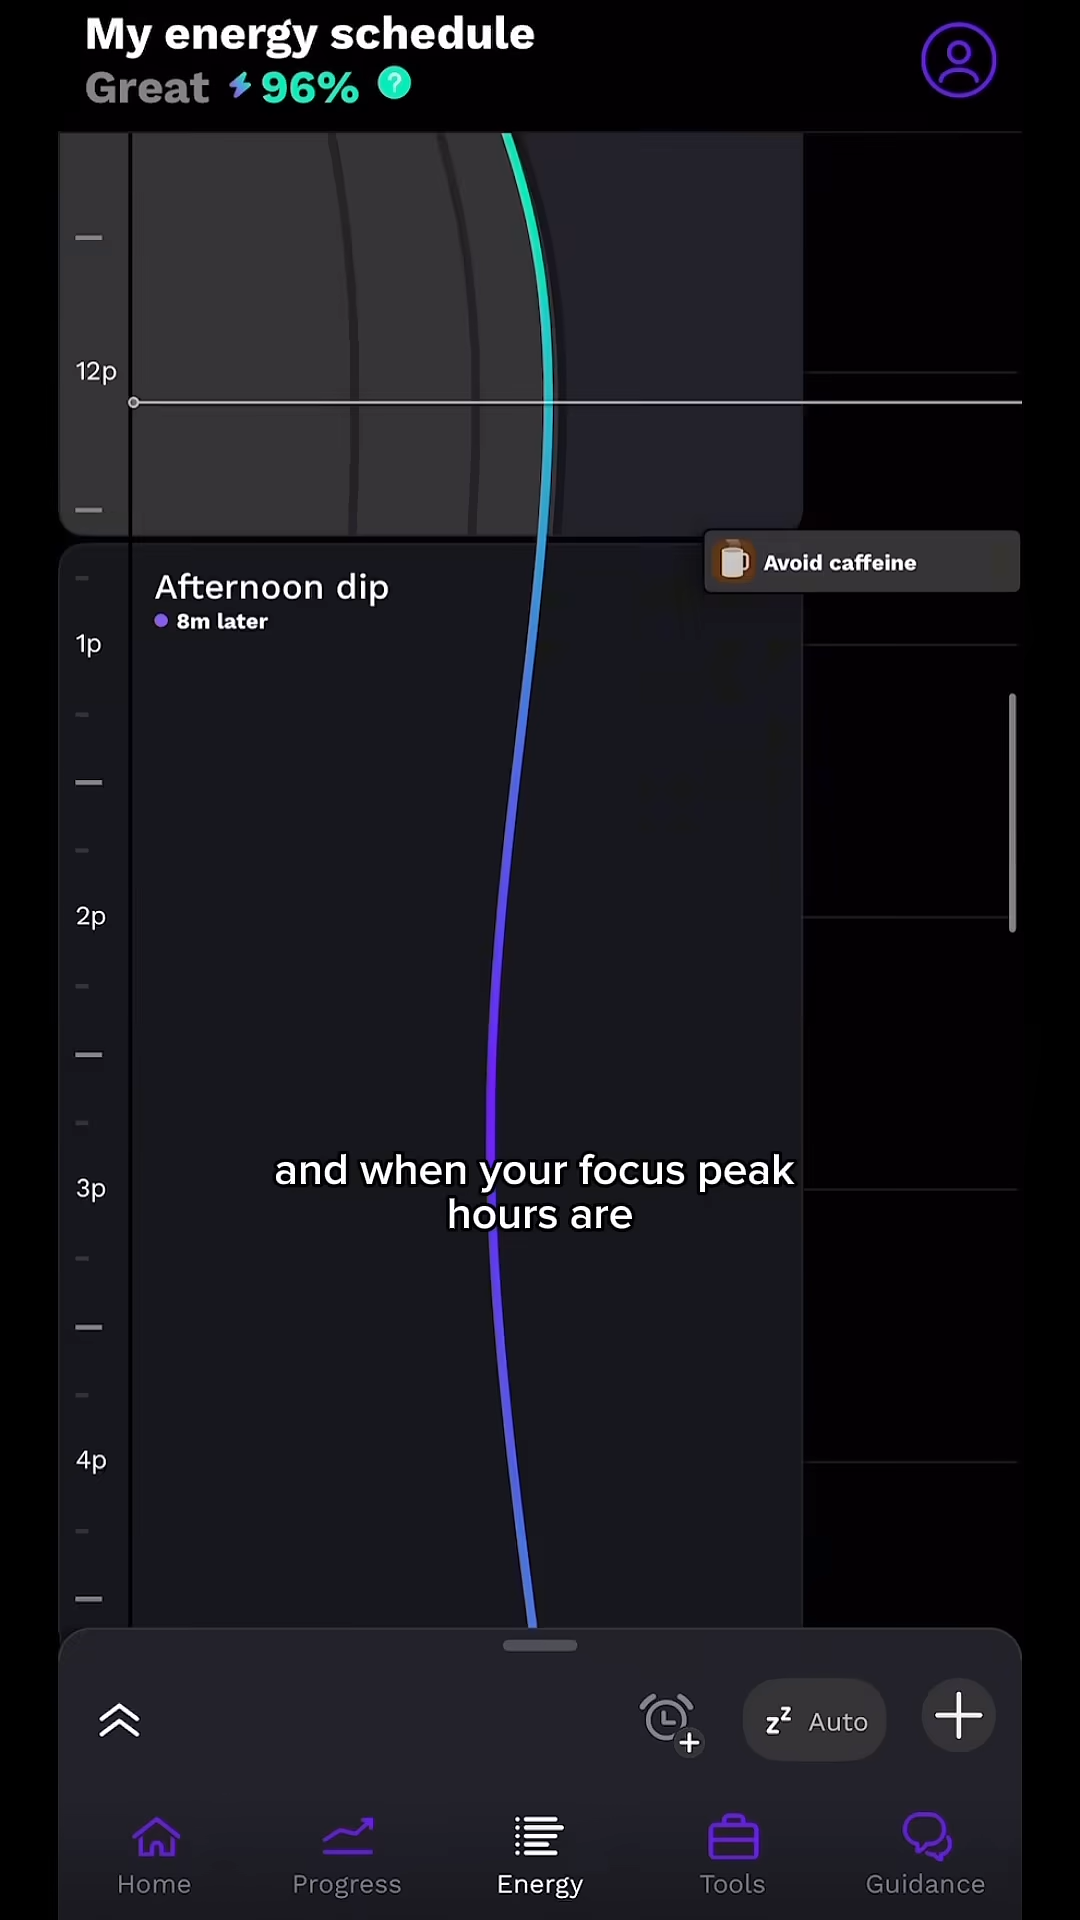 My energy schedule
Great 96% ?
12p
Avoid caffeine
Afternoon dip
8m later
1p
2p
and when your focus peak
hours are
3p
4p
zz Auto
Home Progress Energy Tools Guidance